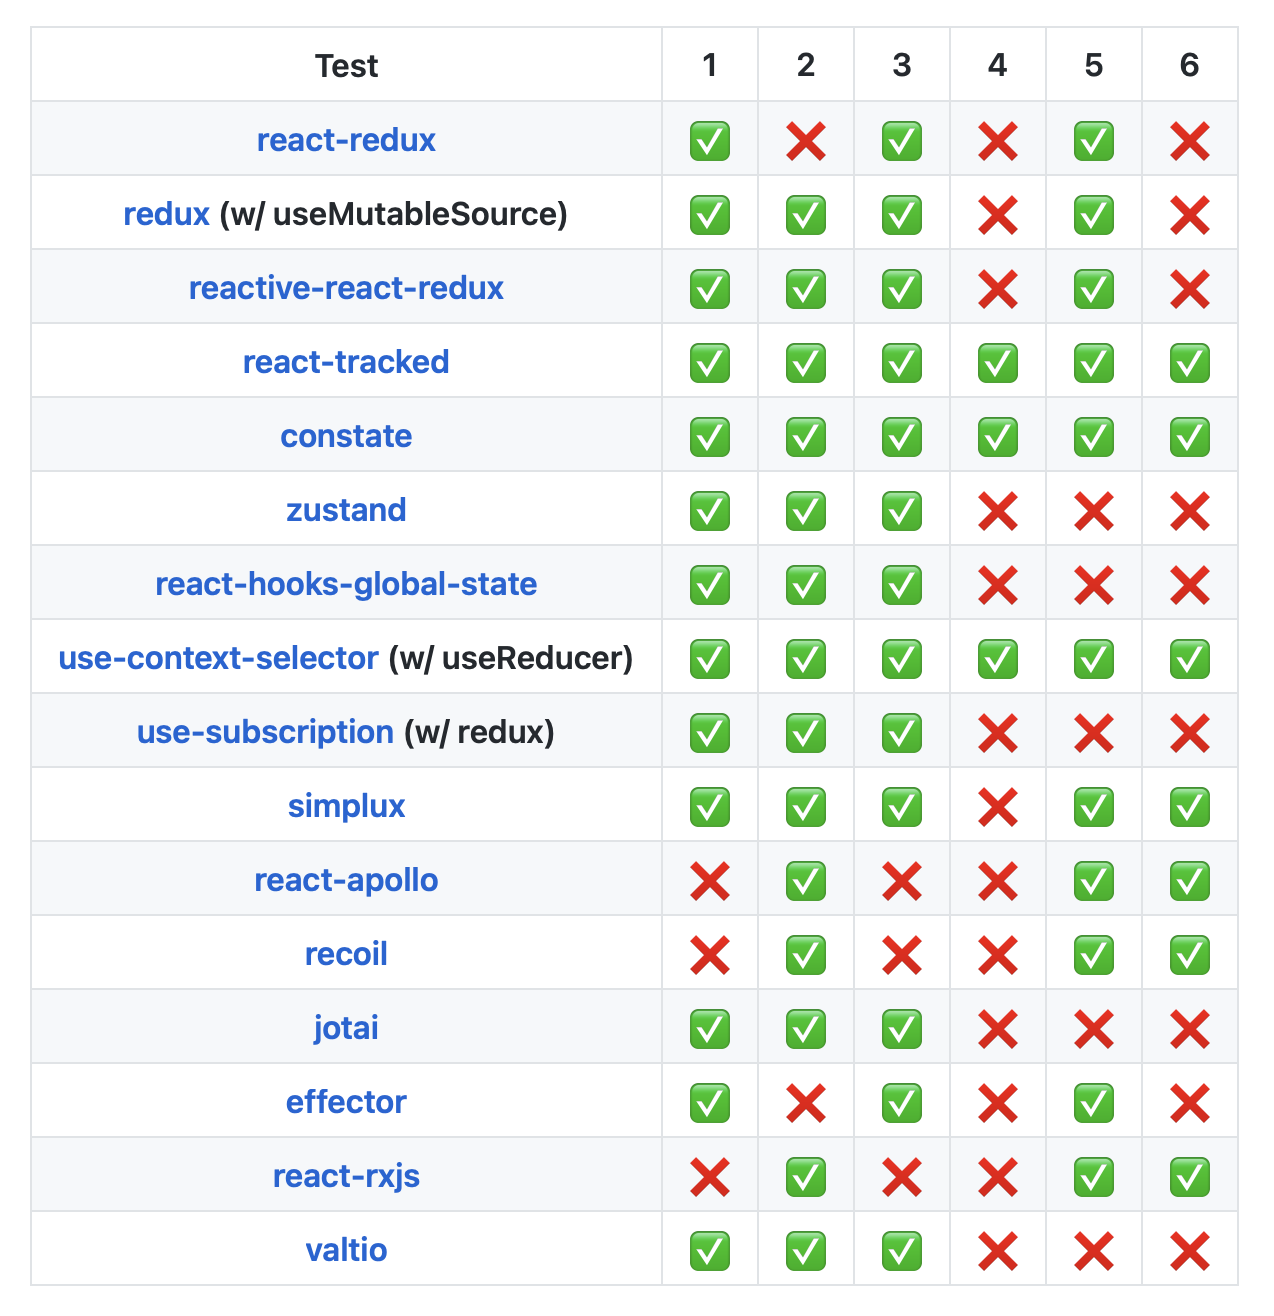 Test 1 2 3 4 5 6
react-redux ✅ ❌ ✅ ❌ ✅ ❌
redux (w/ useMutableSource) ✅ ✅ ✅ ❌ ✅ ❌
reactive-react-redux ✅ ✅ ✅ ❌ ✅ ❌
react-tracked ✅ ✅ ✅ ✅ ✅ ✅
constate ✅ ✅ ✅ ✅ ✅ ✅
zustand ✅ ✅ ✅ ❌ ❌ ❌
react-hooks-global-state ✅ ✅ ✅ ❌ ❌ ❌
use-context-selector (w/ useReducer) ✅ ✅ ✅ ✅ ✅ ✅
use-subscription (w/ redux) ✅ ✅ ✅ ❌ ❌ ❌
simplux ✅ ✅ ✅ ❌ ✅ ✅
react-apollo ❌ ✅ ❌ ❌ ✅ ✅
recoil ❌ ✅ ❌ ❌ ✅ ✅
jotai ✅ ✅ ✅ ❌ ❌ ❌
effector ✅ ❌ ✅ ❌ ✅ ❌
react-rxjs ❌ ✅ ❌ ❌ ✅ ✅
valtio ✅ ✅ ✅ ❌ ❌ ❌